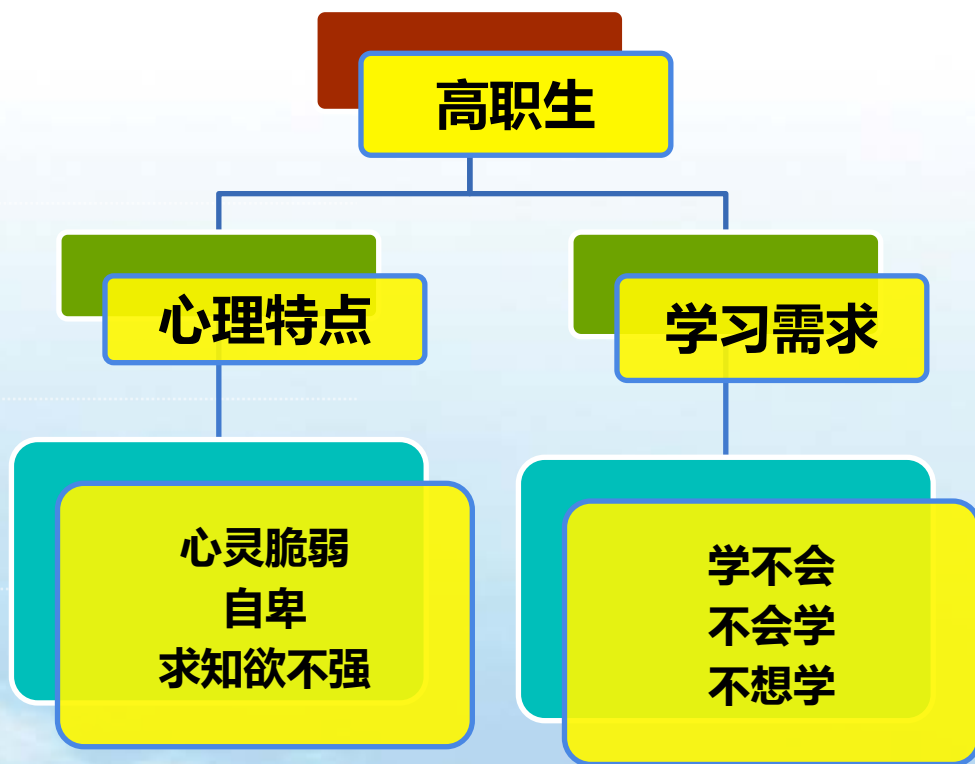 高职生
心理特点
学习需求
心灵脆弱
自卑
求知欲不强
学不会
不会学
不想学